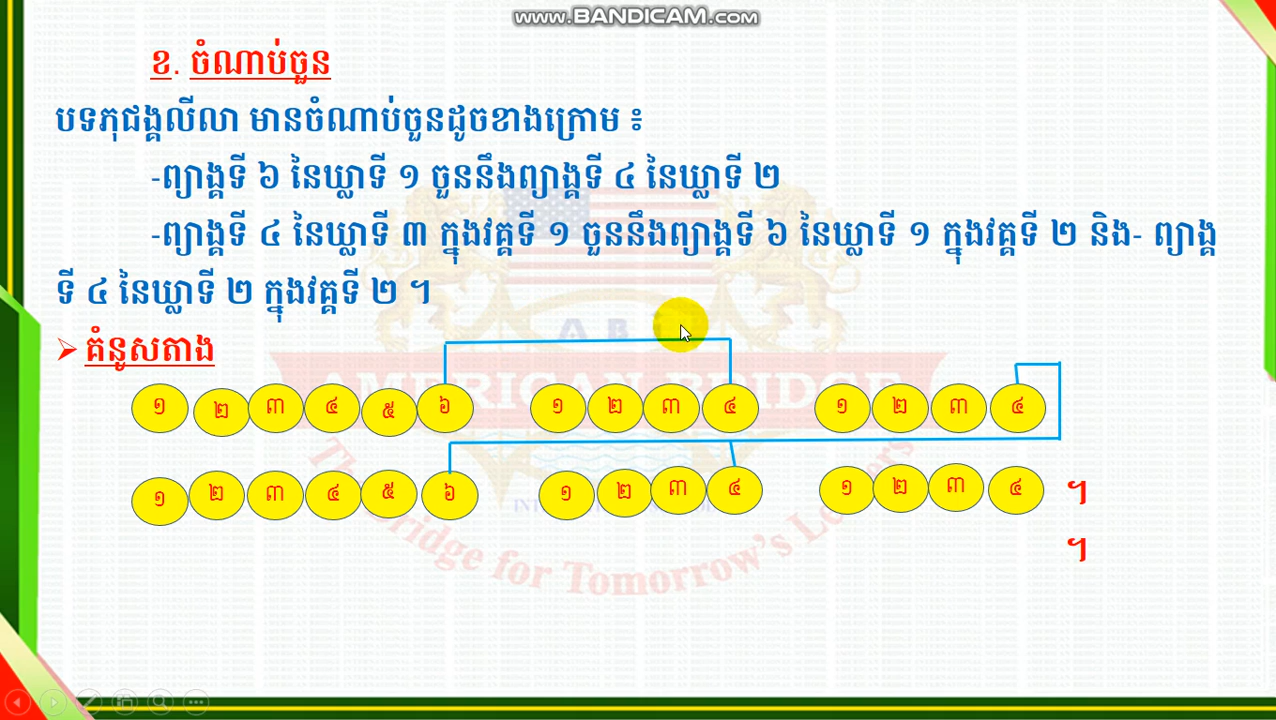 www.BANDICAM.com
ខ. ចំណាប់ចួន
បទភុជង្គលីលា មានចំណាប់ចួនដូចខាងក្រោម ៖
-ព្យាង្គទី ៦ នៃឃ្លាទី ១ ចួននឹងព្យាង្គទី ៤ នៃឃ្លាទី ២
-ព្យាង្គទី ៤ នៃឃ្លាទី ៣ ក្នុងវគ្គទី ១ ចួននឹងព្យាង្គទី ៦ នៃឃ្លាទី ១ ក្នុងវគ្គទី ២ និង- ព្យាង្គ
ទី ៤ នៃឃ្លាទី ២ ក្នុងវគ្គទី ២ ។
គំនូសតាង
AMERICAN BRIDGE
១ ២ ៣ ៤ ៥ ៦ ១ ២ ៣ ៤ ១ ២ ៣ ៤
១ ២ ៣ ៤ ៥ ៦ ១ ២ ៣ ៤ ១ ២ ៣ ៤ ។
។
The Bridge for Tomorrow's Leaders